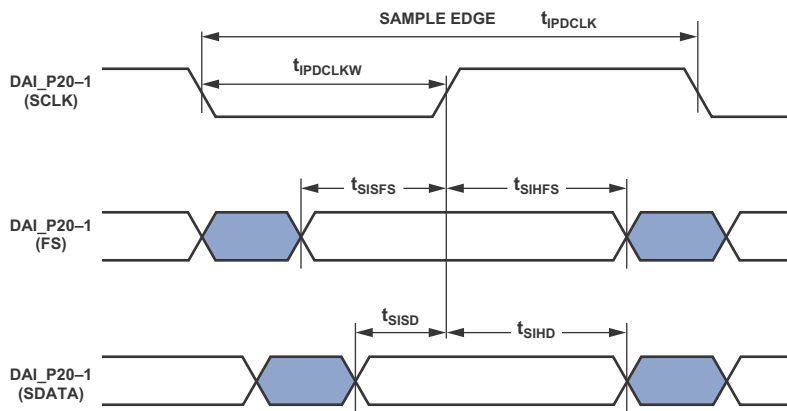 SAMPLE EDGE
tIPDCLK
DAI_P20–1
(SCLK)
tIPDCLKW
DAI_P20–1
(FS)
tSISFS
tSIHFS
DAI_P20–1
(SDATA)
tSISD
tSIHD